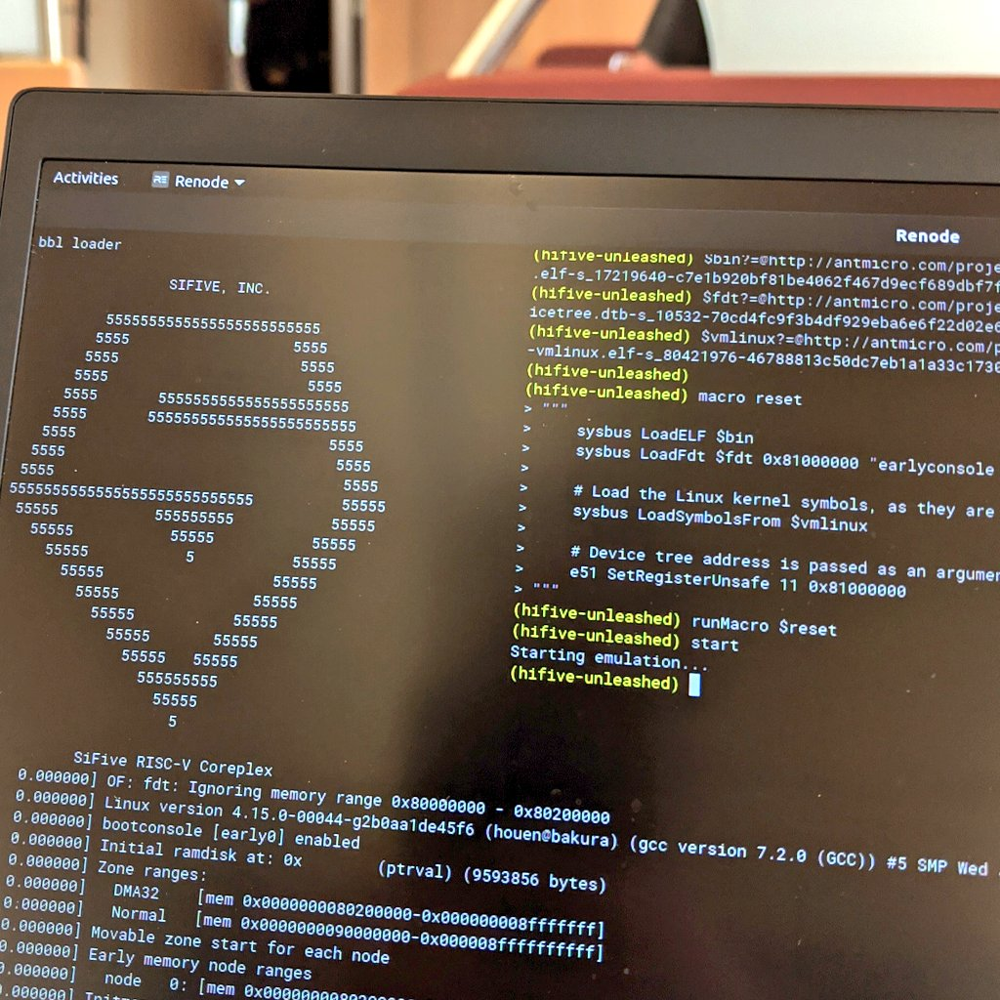 Activities
Renode
Renode
bbl loader
SIFIVE, INC.
5555555555555555555555555
5555 5555
5555 5555
5555 5555
5555 5555555555555555555555
5555 555555555555555555555555
5555 5555
5555 5555
5555 5555
5555555555555555555555555555 55555
55555 555555555 55555
55555 55555 55555
55555 5 55555
55555 55555
55555 55555
55555 55555
55555 55555
55555 55555
555555555
55555
5
SiFive RISC-V Coreplex
0.000000] OF: fdt: Ignoring memory range 0x80000000 - 0x80200000
0.000000] Linux version 4.15.0-00044-g2b0aa1de45f6 (houen@bakura) (gcc version 7.2.0 (GCC)) #5 SMP Wed
0.000000] bootconsole [early0] enabled
0.000000] Initial ramdisk at: 0x (ptrval) (9593856 bytes)
0.000000] Zone ranges:
0.000000] DMA32 [mem 0x0000000080200000-0x000000008fffffff]
0.000000] Normal [mem 0x0000000090000000-0x000008ffffffffff]
0.000000] Movable zone start for each node
0.000000] Early memory node ranges
0.000000] node 0: [mem
0.000000]
(hifive-unleashed) $bin?=@http://antmicro.com/proje
.elf-s_17219640-c7e1b920bf81be4062f467d9ecf689dbf7f
(hifive-unleashed) $fdt?=@http://antmicro.com/proje
icetree.dtb-s_10532-70cd4fc9f3b4df929eba6e6f22d02e6
(hifive-unleashed) $vmlinux?=@http://antmicro.com/p
-vmlinux.elf-s_80421976-46788813c50dc7eb1a1a33c1730
(hifive-unleashed)
(hifive-unleashed) macro reset
> """
> sysbus LoadELF $bin
> sysbus LoadFdt $fdt 0x81000000 "earlyconsole
>
> # Load the Linux kernel symbols, as they are
> sysbus LoadSymbolsFrom $vmlinux
>
> # Device tree address is passed as an argumen
> e51 SetRegisterUnsafe 11 0x81000000
> """
(hifive-unleashed) runMacro $reset
(hifive-unleashed) start
Starting emulation...
(hifive-unleashed)